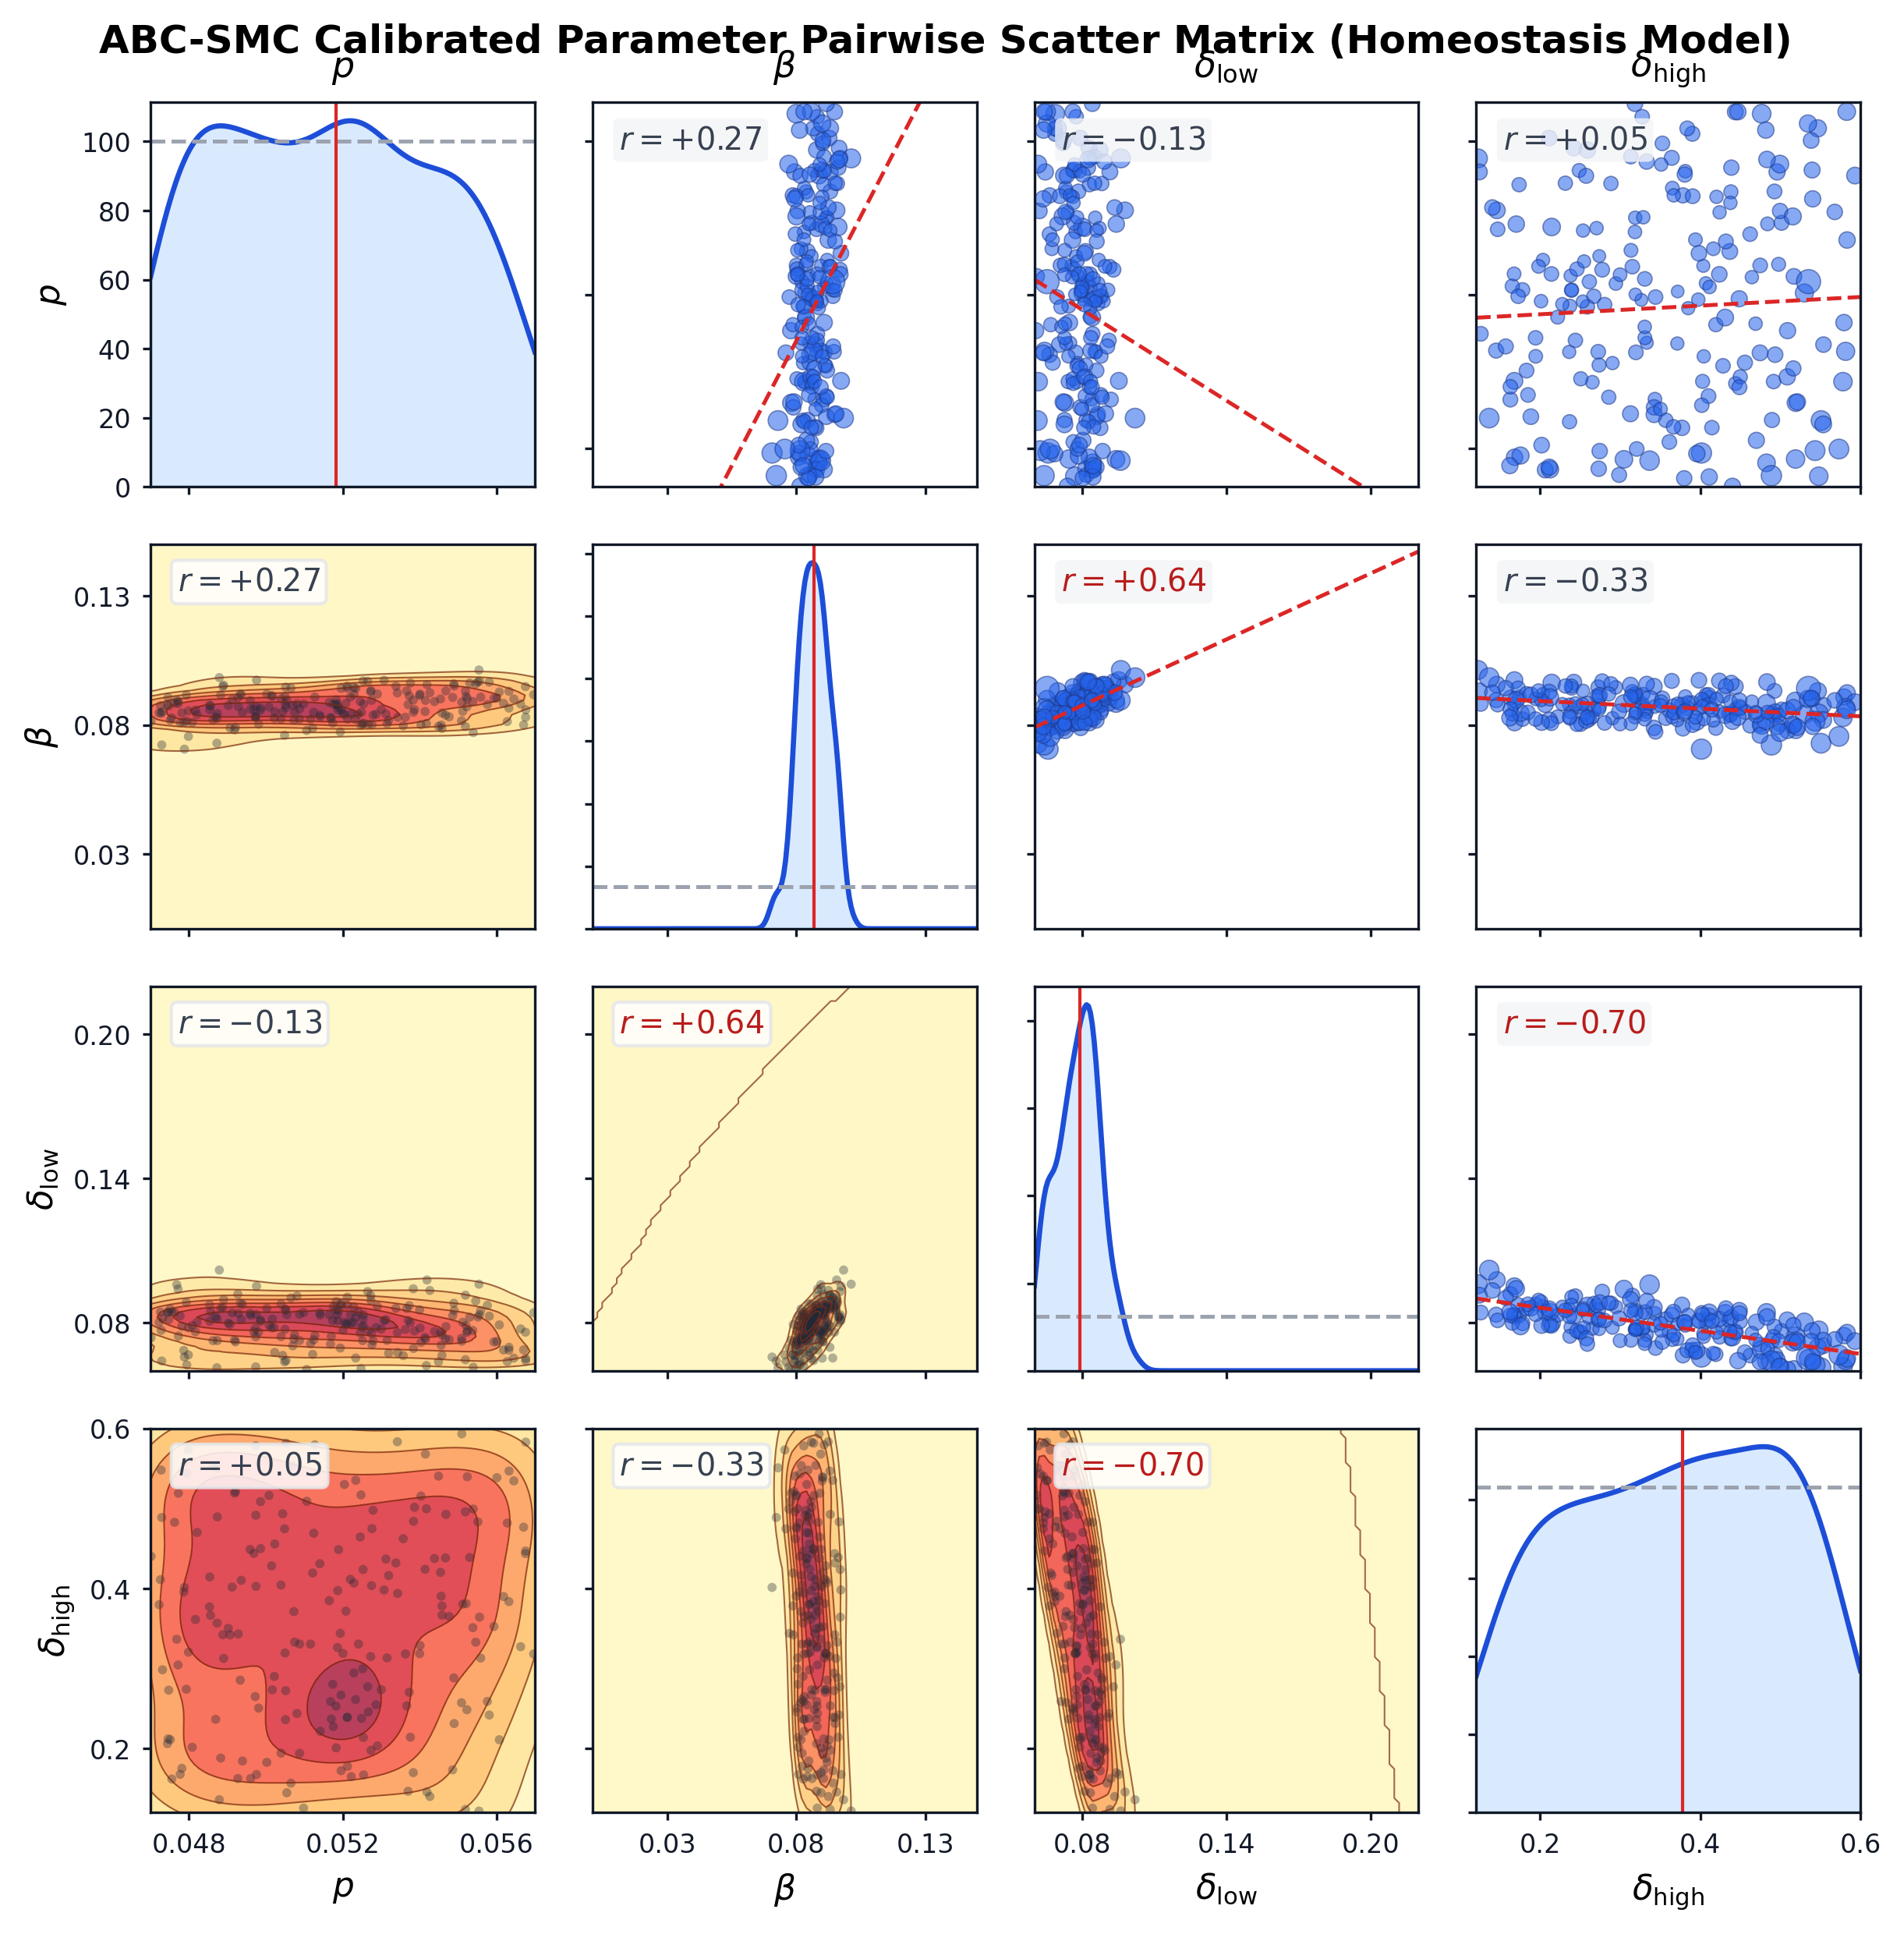 ABC-SMC Calibrated Parameter Pairwise Scatter Matrix (Homeostasis Model)
p β δlow δhigh
p
100
80
60
40
20
0
r = +0.27
r = −0.13
r = +0.05
β
0.13
0.08
0.03
r = +0.27
r = +0.64
r = −0.33
δlow
0.20
0.14
0.08
r = −0.13
r = +0.64
r = −0.70
δhigh
0.6
0.4
0.2
r = +0.05
r = −0.33
r = −0.70
0.048 0.052 0.056
0.03 0.08 0.13
0.08 0.14 0.20
0.2 0.4 0.6
p β δlow δhigh